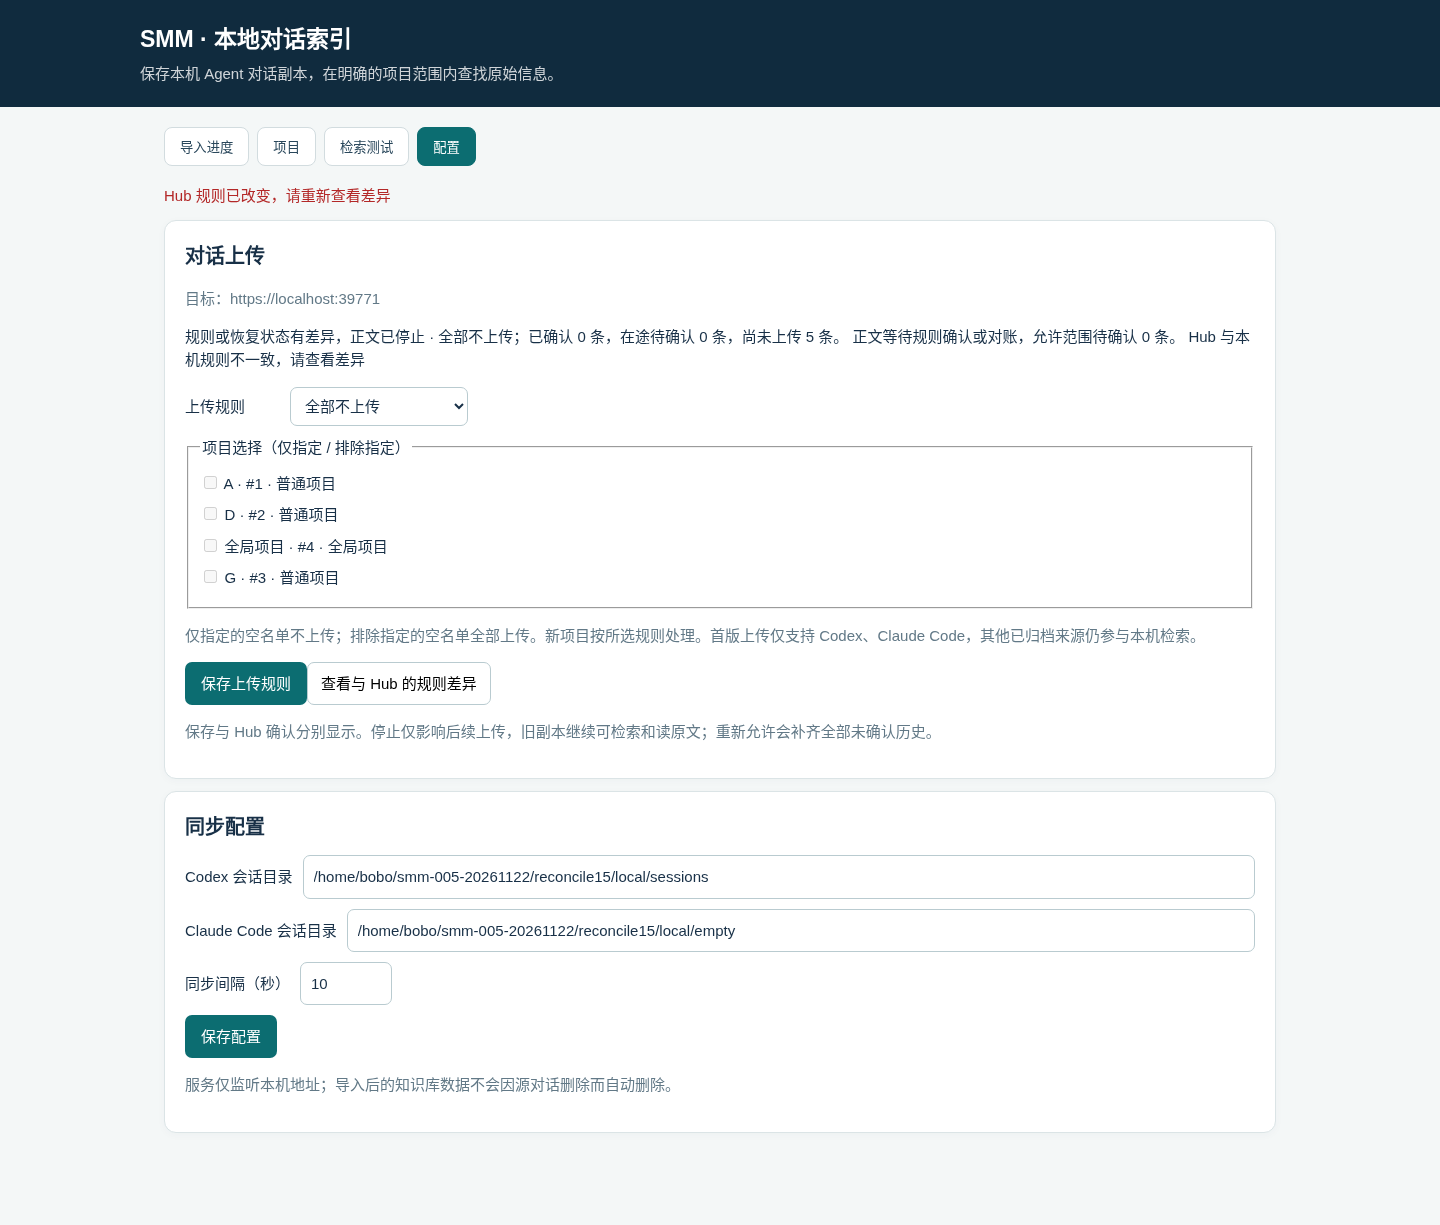 SMM · 本地对话索引
保存本机 Agent 对话副本，在明确的项目范围内查找原始信息。
导入进度
项目
检索测试
配置
Hub 规则已改变，请重新查看差异
对话上传
目标：https://localhost:39771
规则或恢复状态有差异，正文已停止 · 全部不上传；已确认 0 条，在途待确认 0 条，尚未上传 5 条。 正文等待规则确认或对账，允许范围待确认 0 条。 Hub 与本
机规则不一致，请查看差异
上传规则
全部不上传
项目选择（仅指定 / 排除指定）
A · #1 · 普通项目
D · #2 · 普通项目
全局项目 · #4 · 全局项目
G · #3 · 普通项目
仅指定的空名单不上传；排除指定的空名单全部上传。新项目按所选规则处理。首版上传仅支持 Codex、Claude Code，其他已归档来源仍参与本机检索。
保存上传规则
查看与 Hub 的规则差异
保存与 Hub 确认分别显示。停止仅影响后续上传，旧副本继续可检索和读原文；重新允许会补齐全部未确认历史。
同步配置
Codex 会话目录
/home/bobo/smm-005-20261122/reconcile15/local/sessions
Claude Code 会话目录
/home/bobo/smm-005-20261122/reconcile15/local/empty
同步间隔（秒）
10
保存配置
服务仅监听本机地址；导入后的知识库数据不会因源对话删除而自动删除。